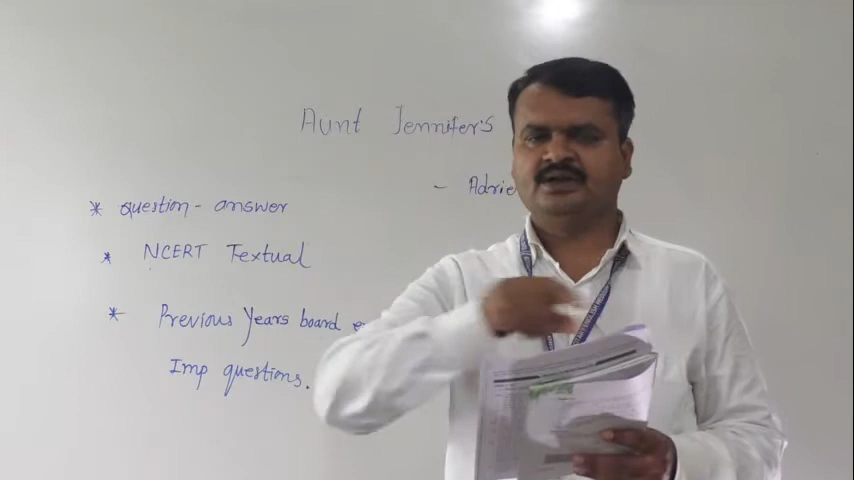 Aunt Jennifer's
- Adrie
* question - answer
* NCERT Textual
* Previous Years board
Imp questions.